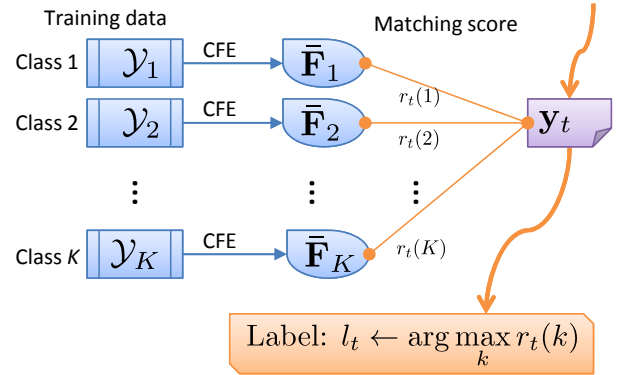 Training data
Matching score
Class 1 𝒴₁ CFE F̄₁
r_t(1)
Class 2 𝒴₂ CFE F̄₂ r_t(2) y_t
⋮ ⋮ ⋮
Class K 𝒴_K CFE F̄_K r_t(K)
Label: l_t ← arg max_k r_t(k)